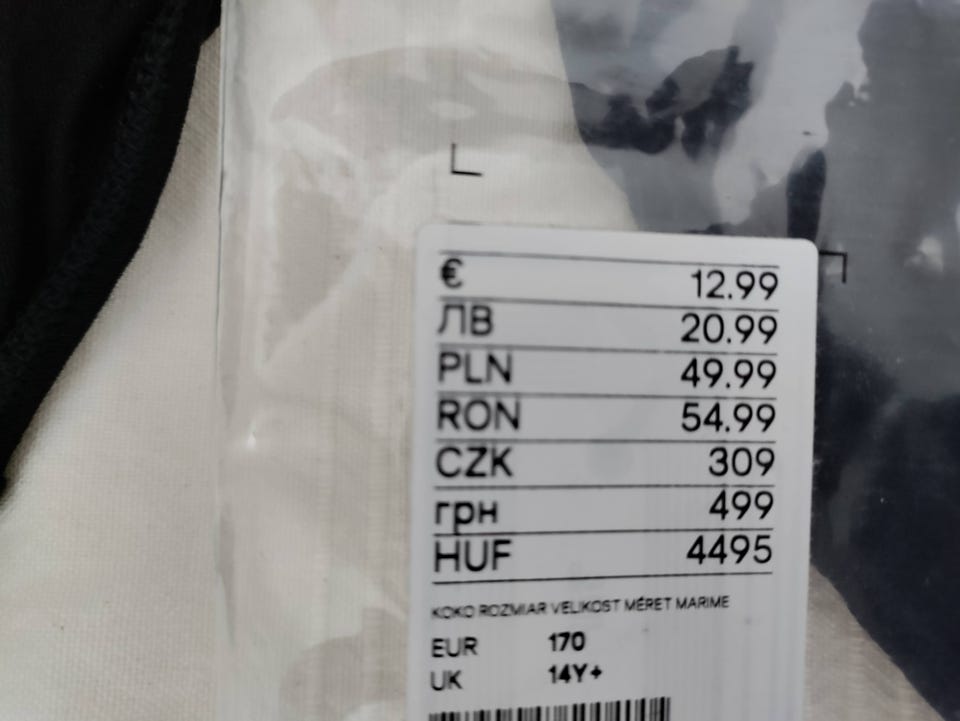 € 12.99
ЛВ 20.99
PLN 49.99
RON 54.99
CZK 309
грн 499
HUF 4495
KOKO ROZMIAR VELIKOST MÉRET MARIME
EUR 170
UK 14Y+